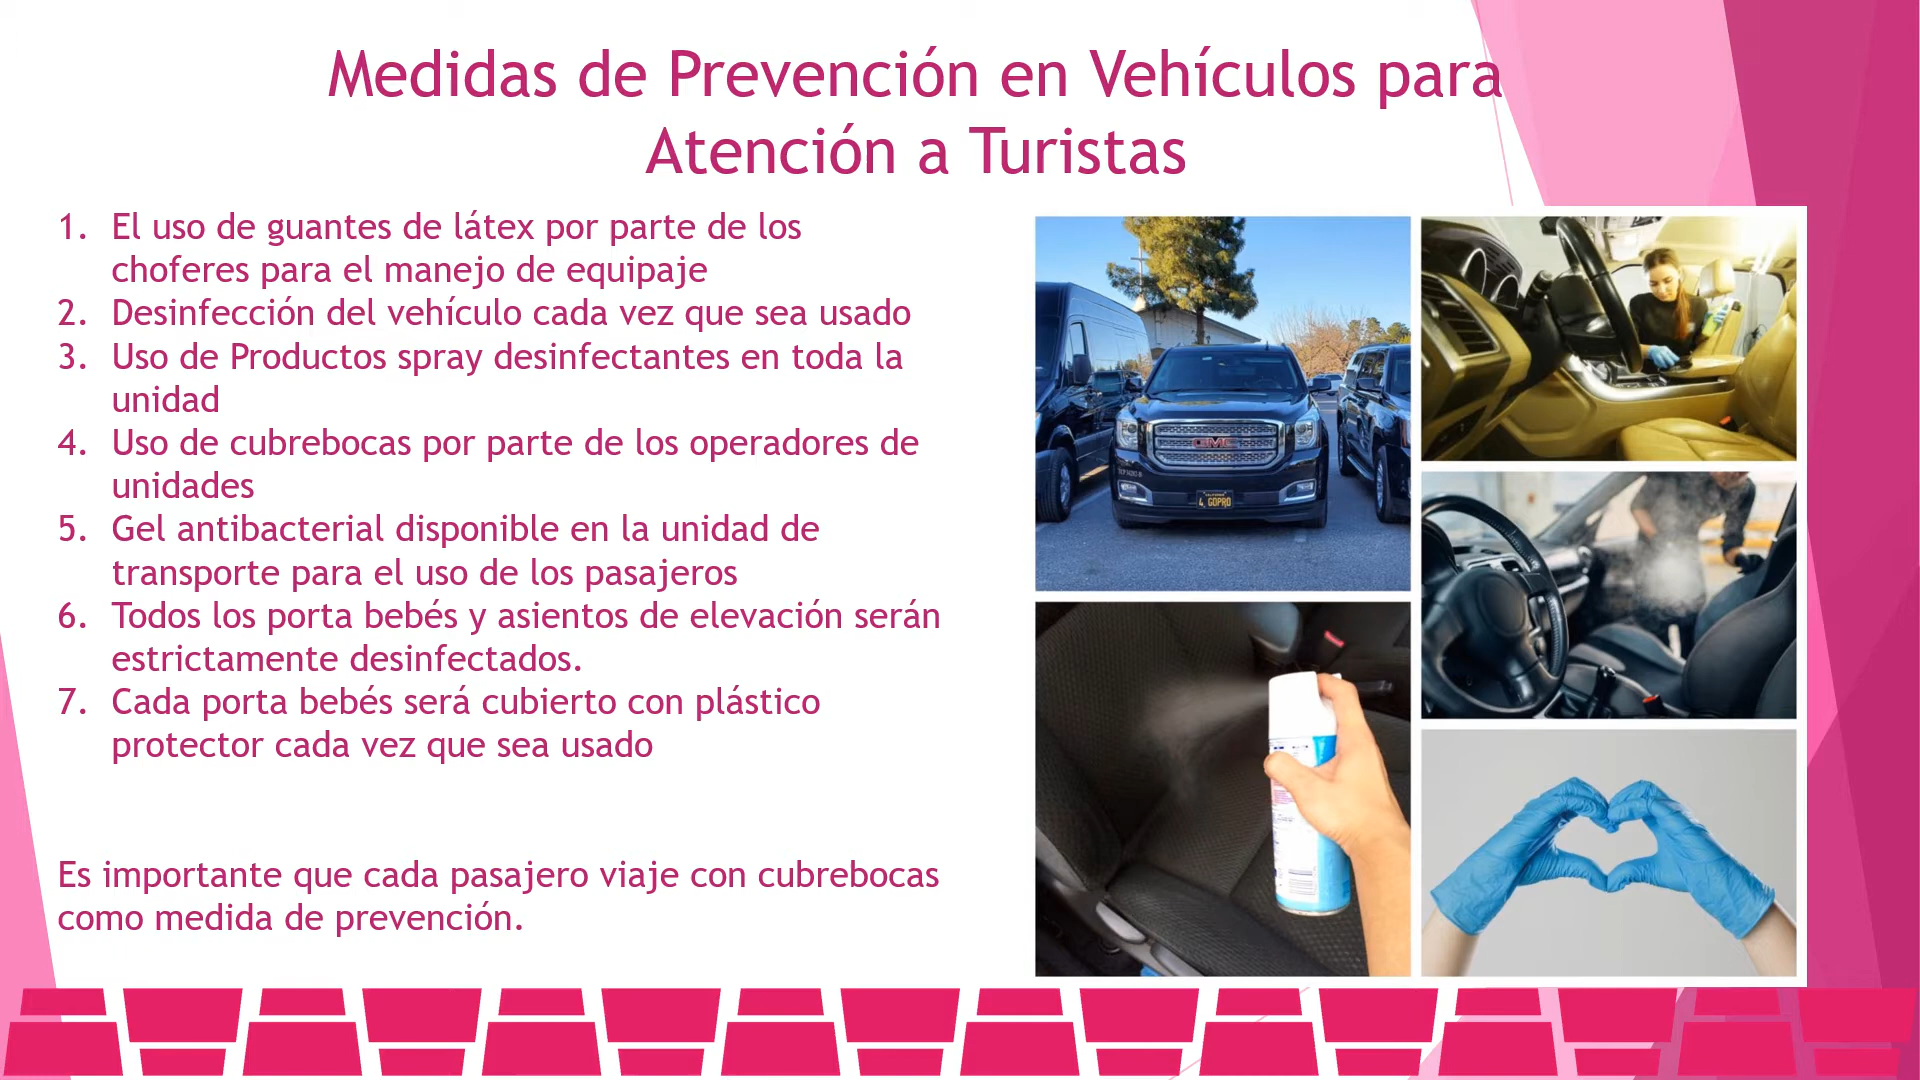 Medidas de Prevención en Vehículos para
Atención a Turistas
1. El uso de guantes de látex por parte de los
choferes para el manejo de equipaje
2. Desinfección del vehículo cada vez que sea usado
3. Uso de Productos spray desinfectantes en toda la
unidad
4. Uso de cubrebocas por parte de los operadores de
unidades
5. Gel antibacterial disponible en la unidad de
transporte para el uso de los pasajeros
6. Todos los porta bebés y asientos de elevación serán
estrictamente desinfectados.
7. Cada porta bebés será cubierto con plástico
protector cada vez que sea usado
Es importante que cada pasajero viaje con cubrebocas
como medida de prevención.
GMC